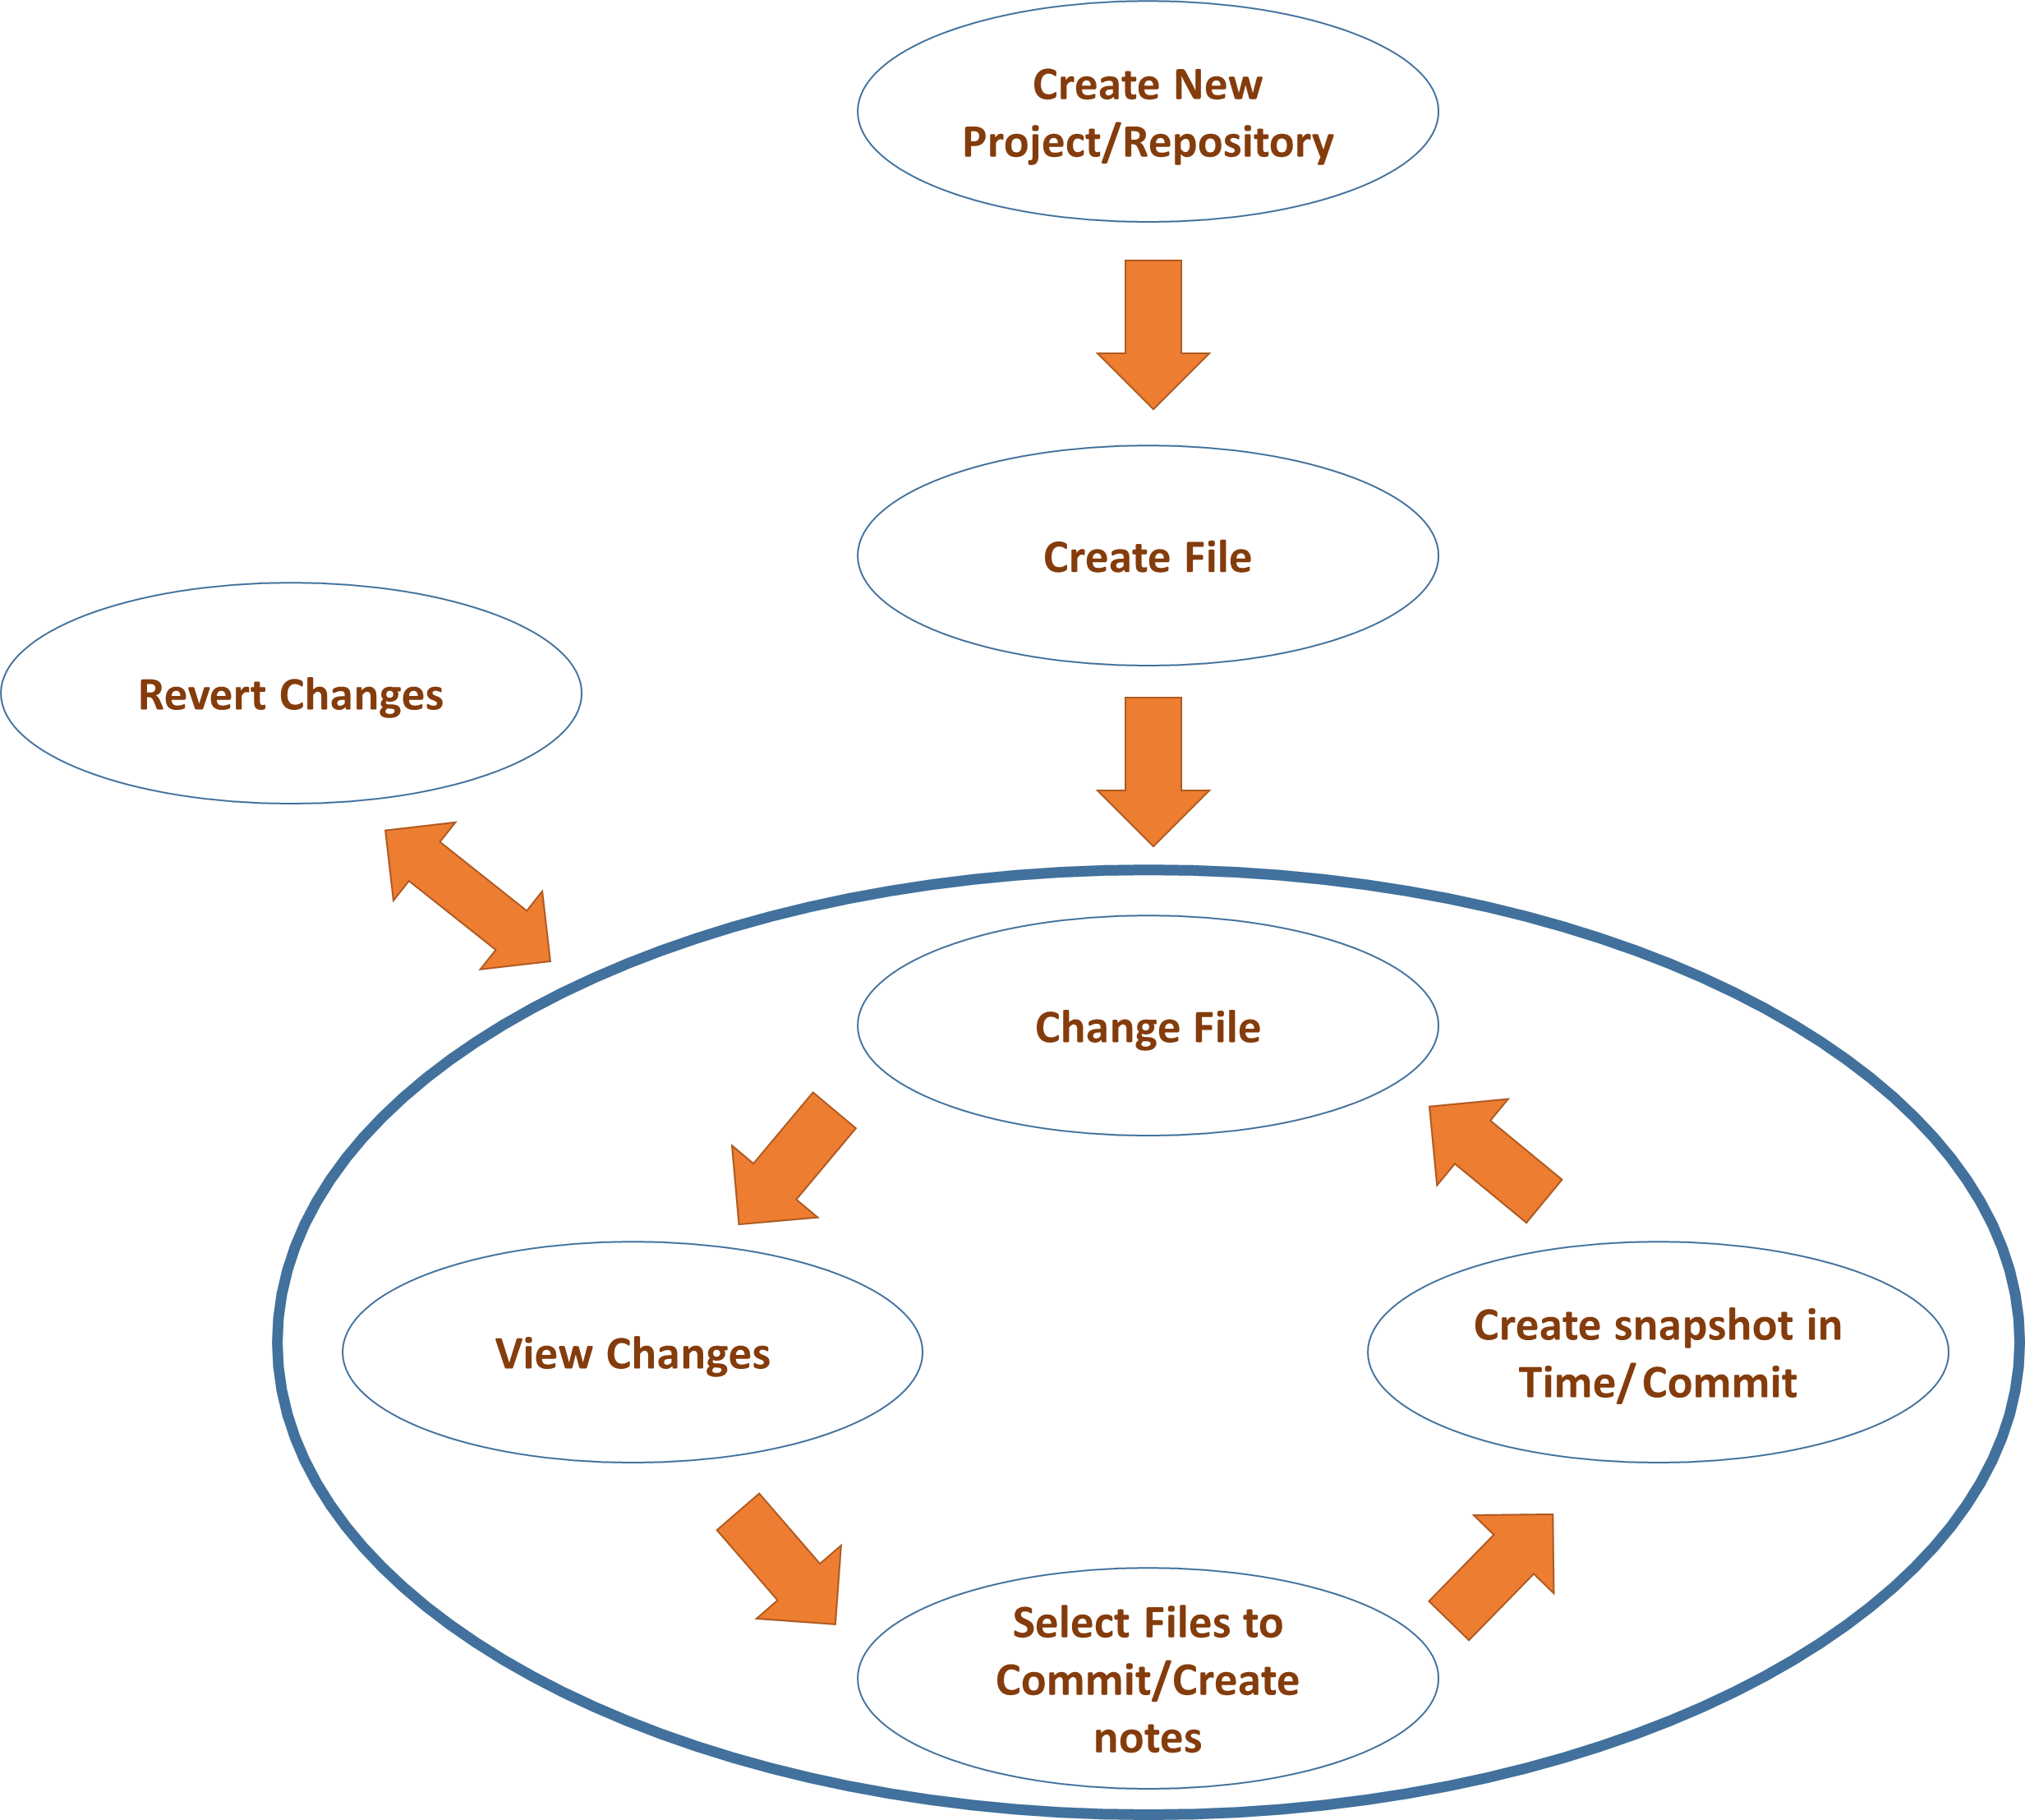 Create New
Project/Repository
Create File
Revert Changes
Change File
View Changes
Create snapshot in
Time/Commit
Select Files to
Commit/Create
notes